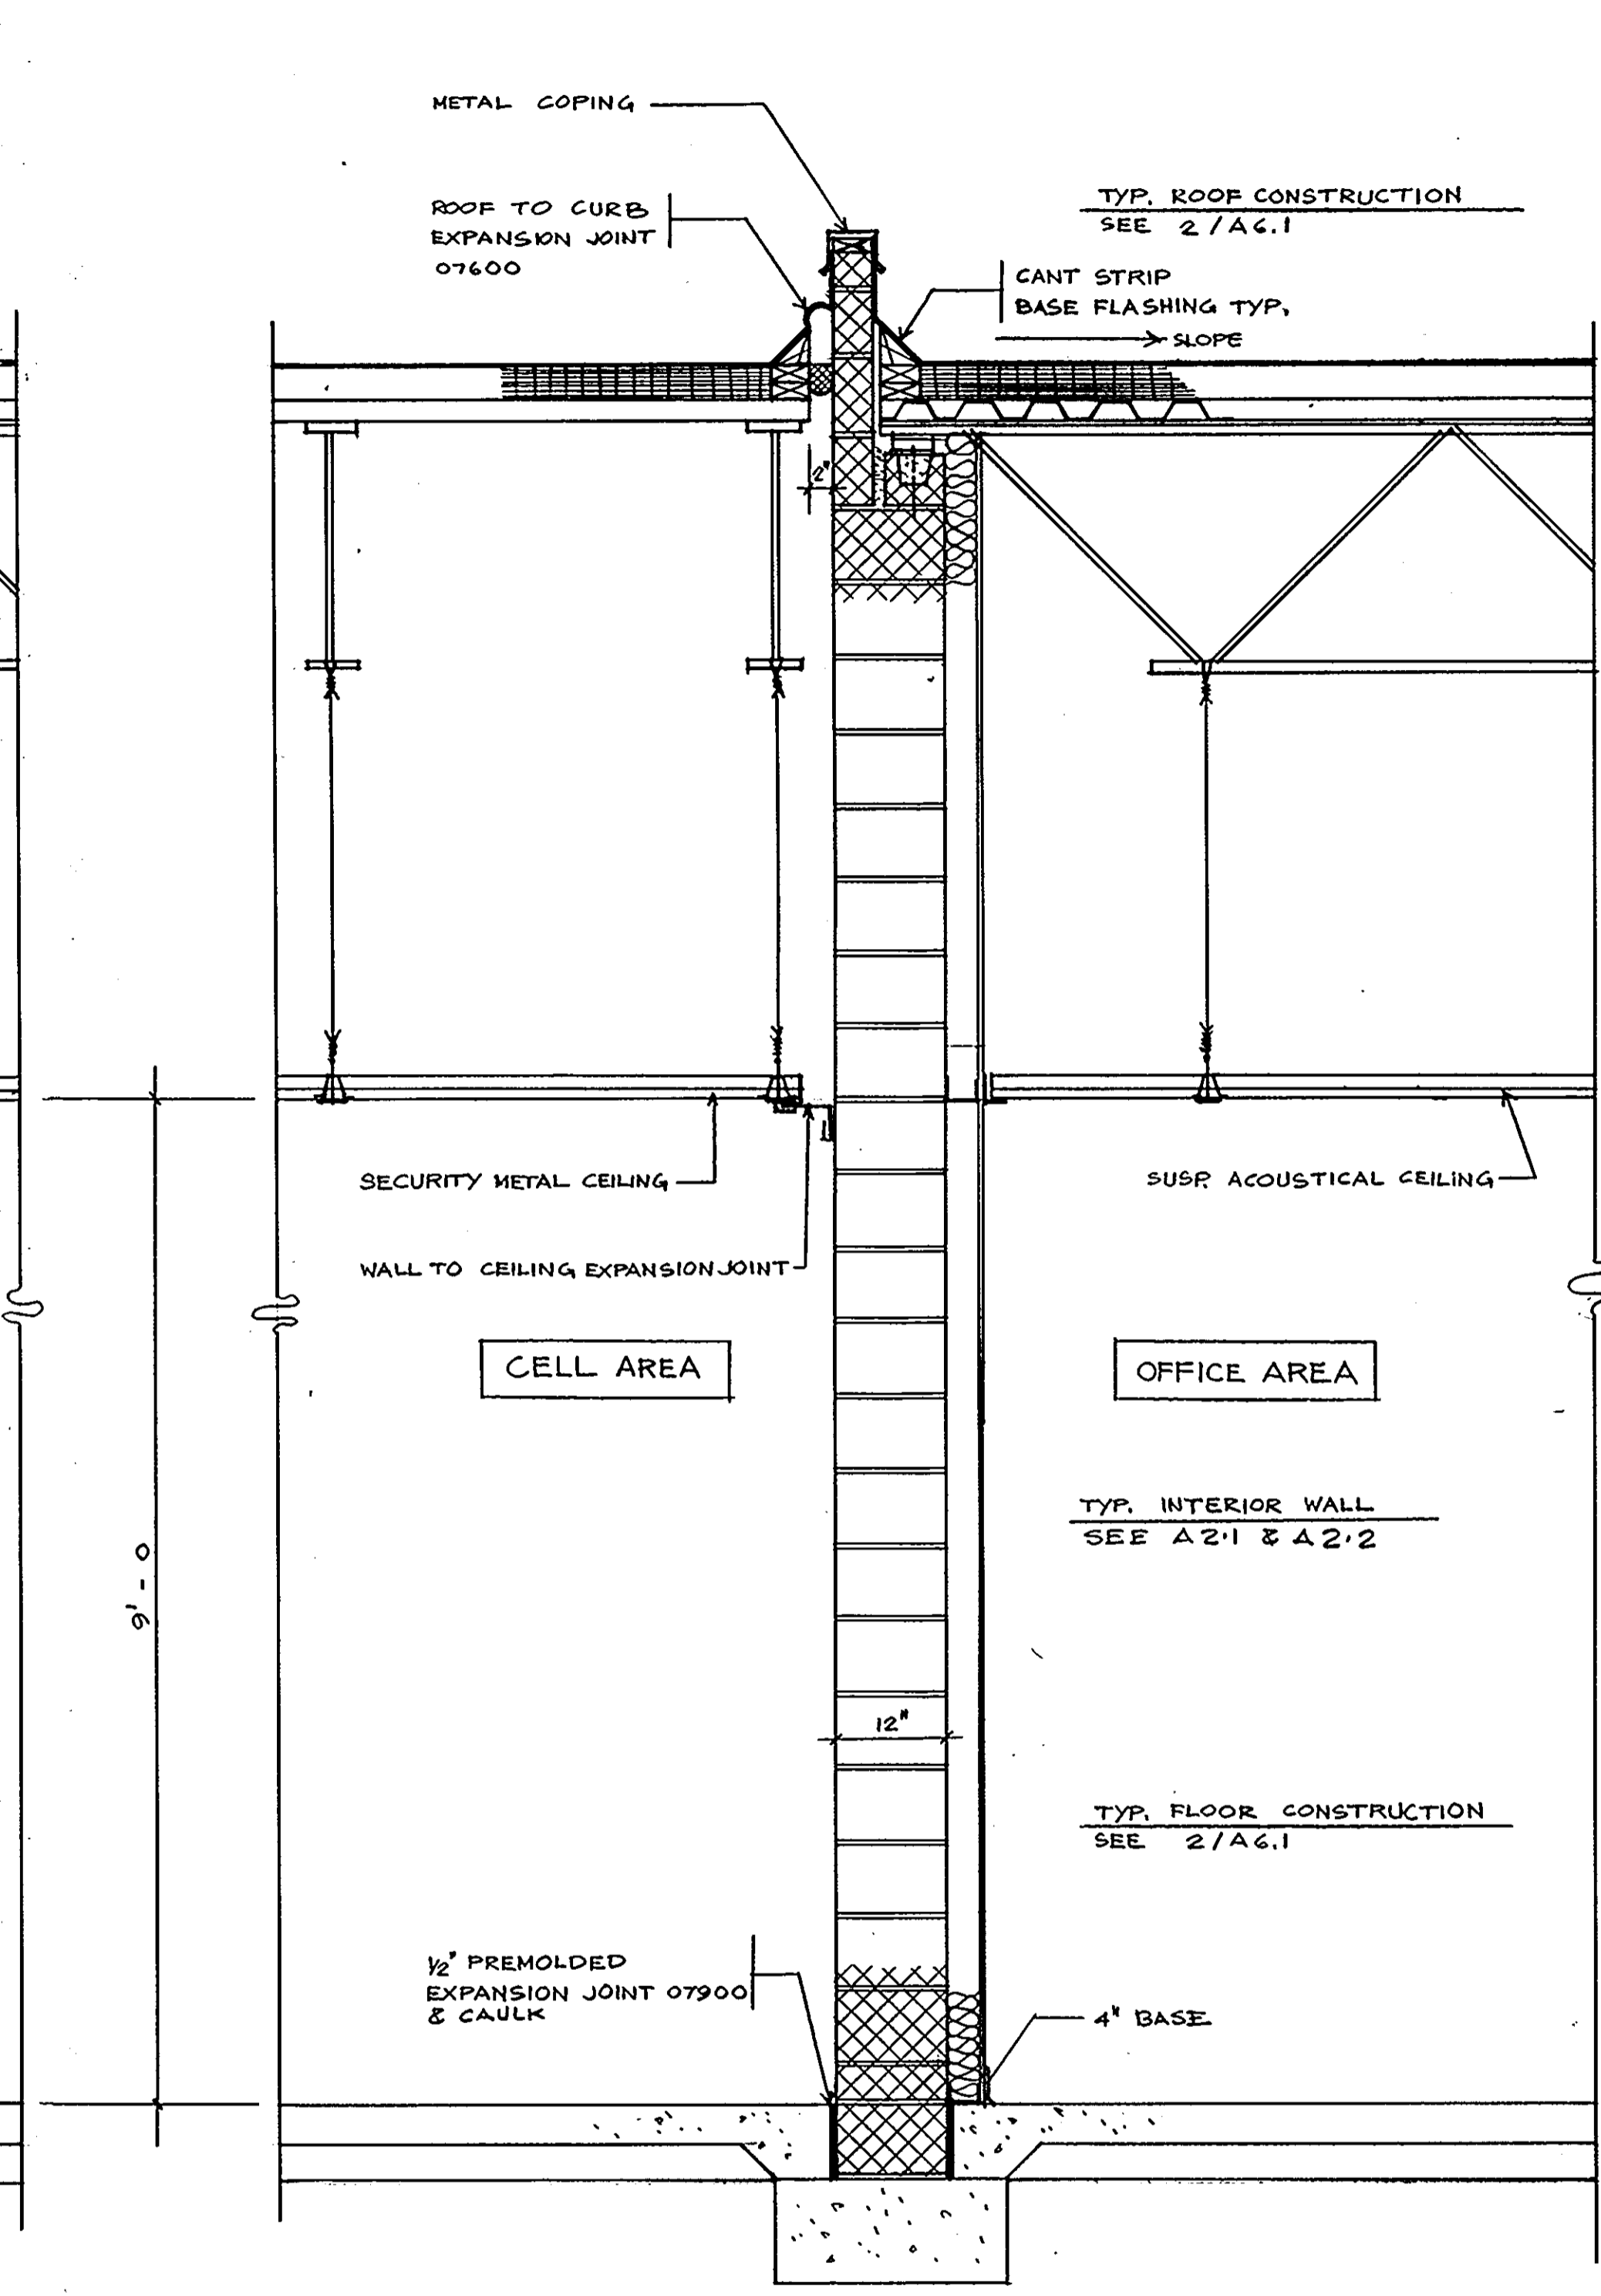 METAL COPING
ROOF TO CURB
EXPANSION JOINT
07600
TYP. ROOF CONSTRUCTION
SEE 2/A6.1
CANT STRIP
BASE FLASHING TYP.
SLOPE
2"
SECURITY METAL CEILING
SUSP. ACOUSTICAL CEILING
WALL TO CEILING EXPANSION JOINT
CELL AREA
OFFICE AREA
TYP. INTERIOR WALL
SEE A2.1 & A2.2
9'-0
12"
TYP. FLOOR CONSTRUCTION
SEE 2/A6.1
1/2" PREMOLDED
EXPANSION JOINT 07900
& CAULK
4" BASE